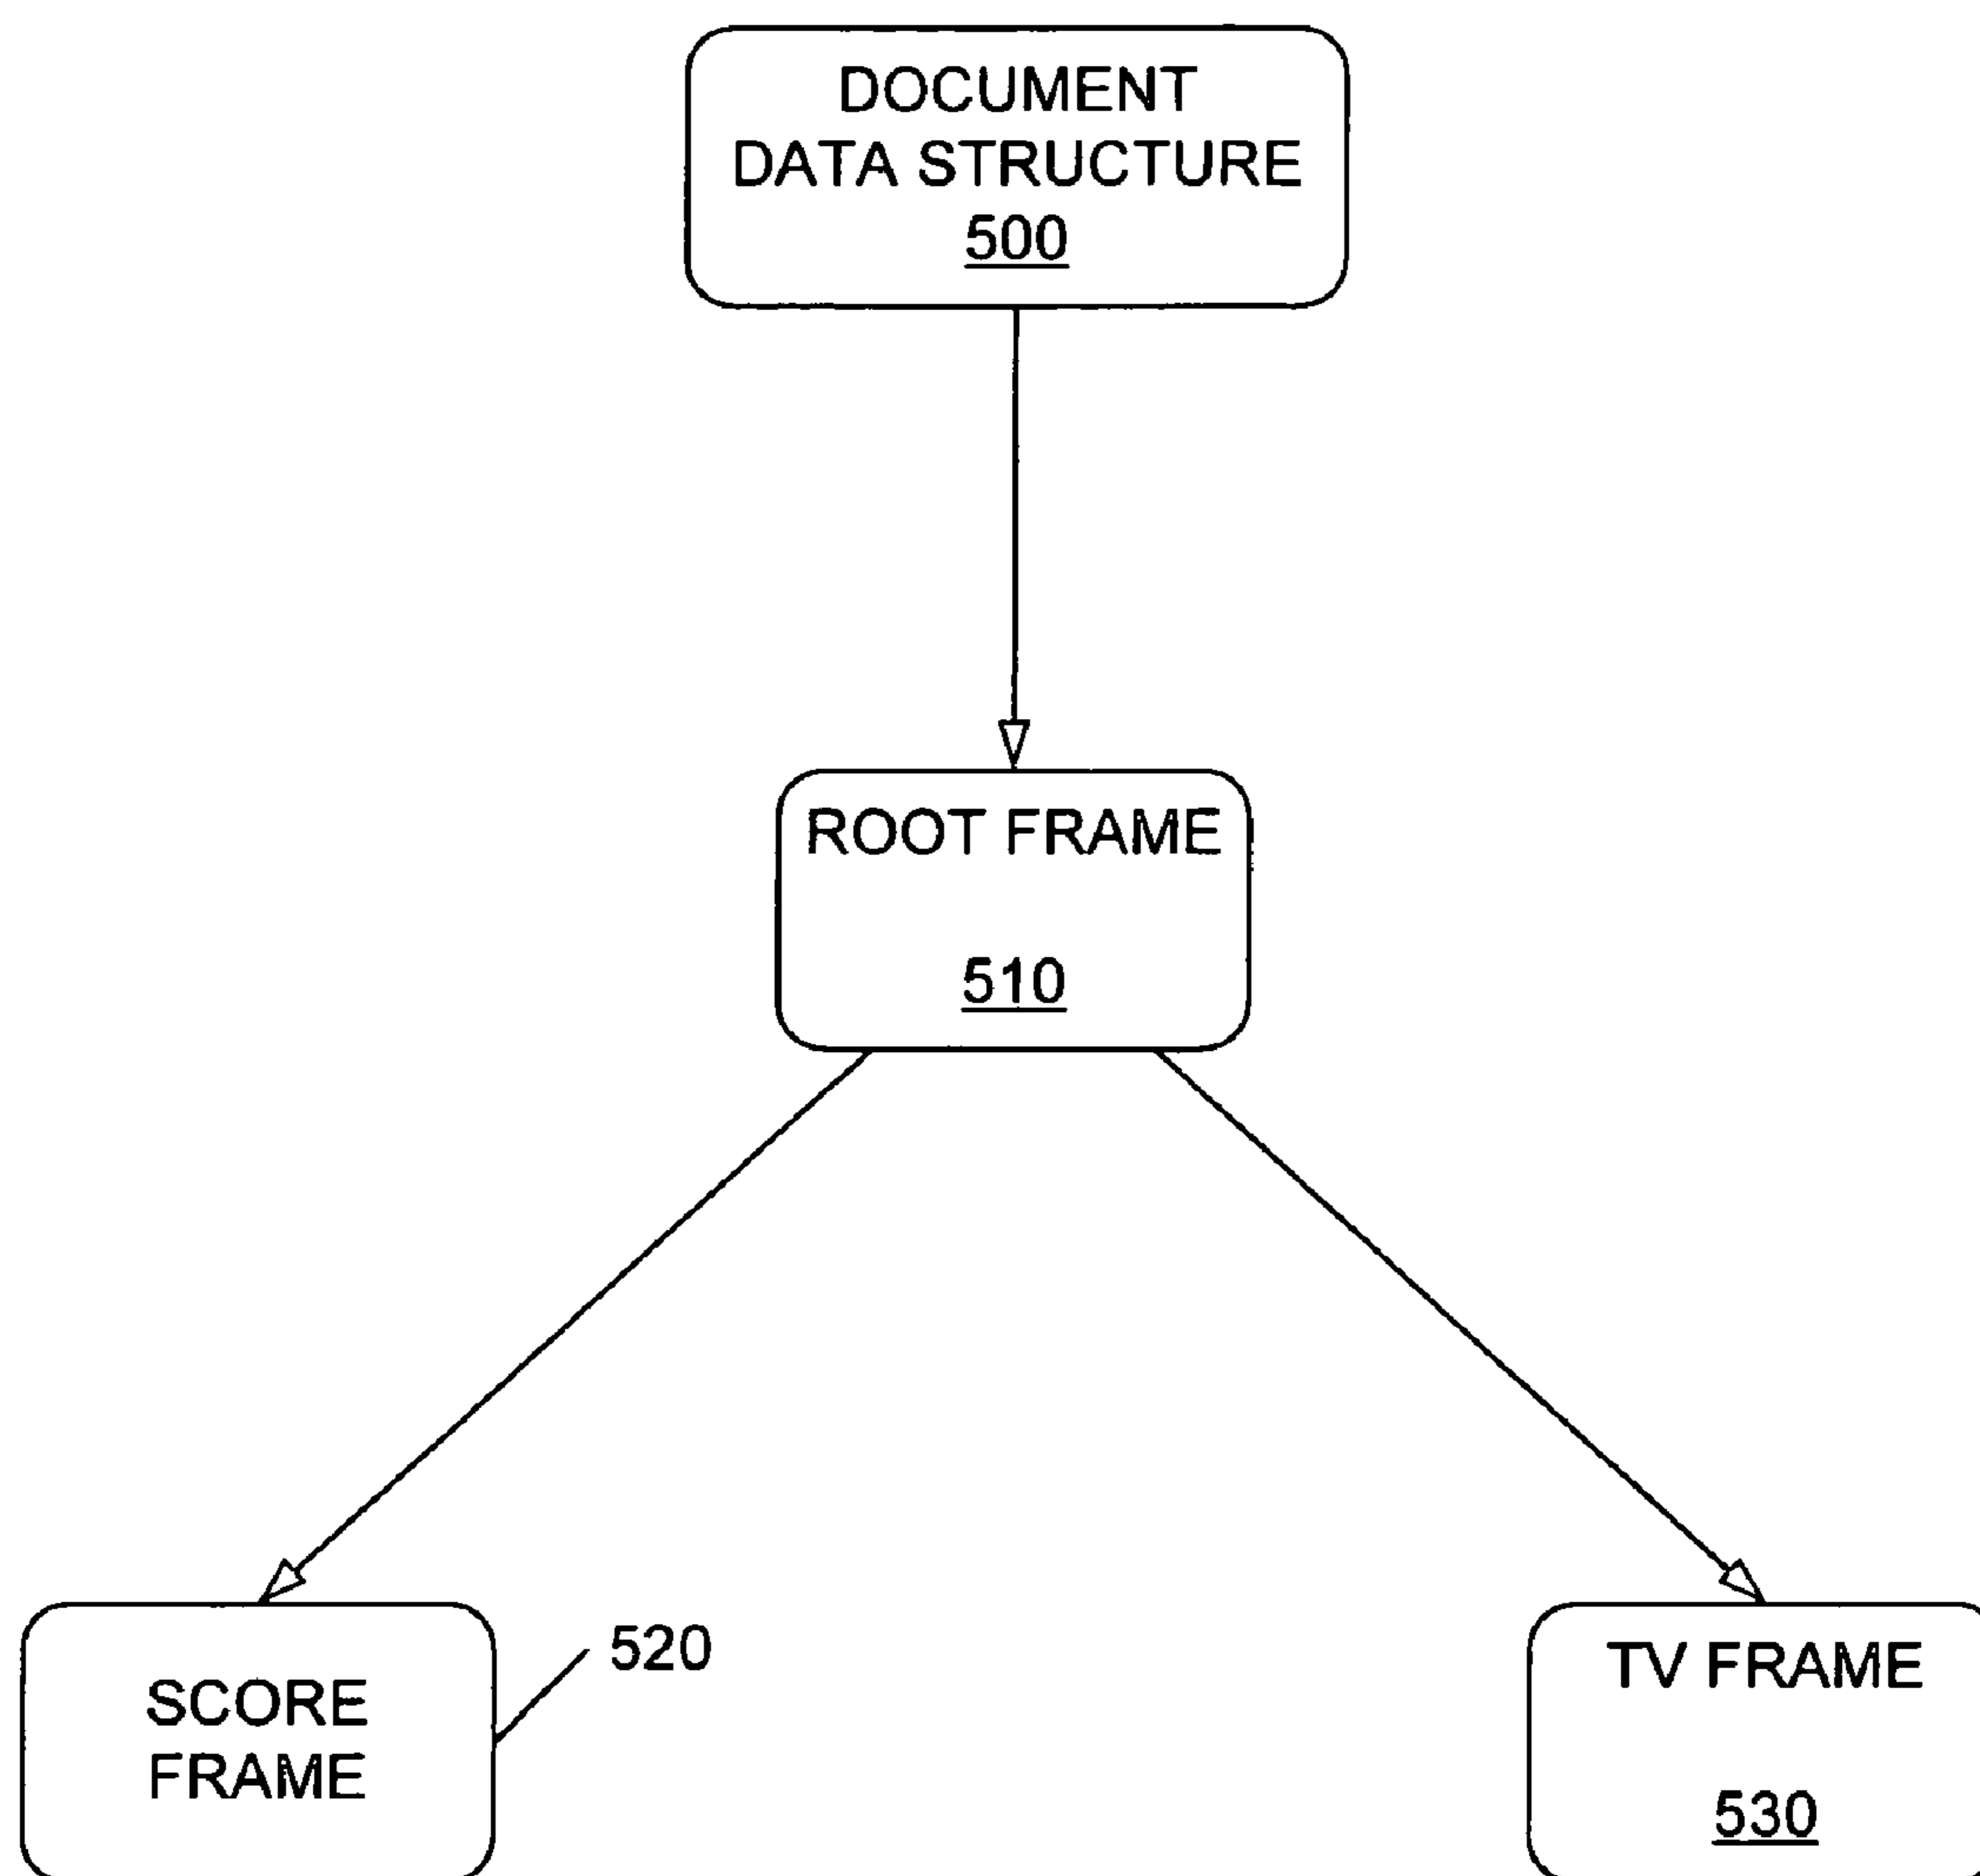 DOCUMENT
DATA STRUCTURE
500
ROOT FRAME
510
SCORE
FRAME
520
TV FRAME
530